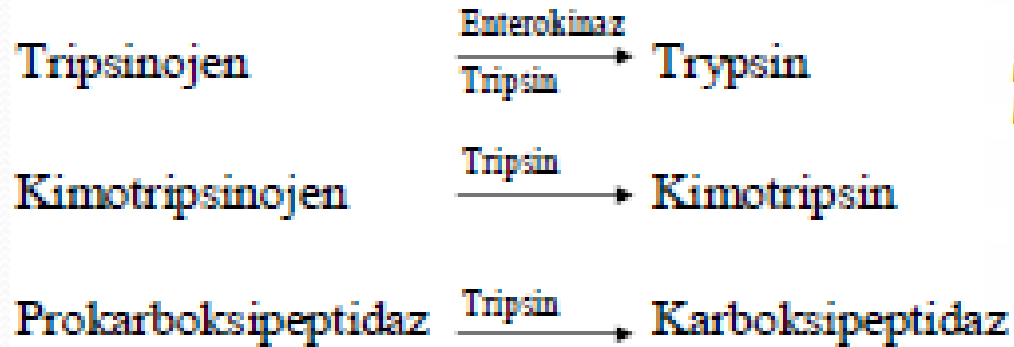 Enterokinaz
Tripsinojen Trypsin
Tripsin
Tripsin
Kimotripsinojen Kimotripsin
Tripsin
Prokarboksipeptidaz Karboksipeptidaz